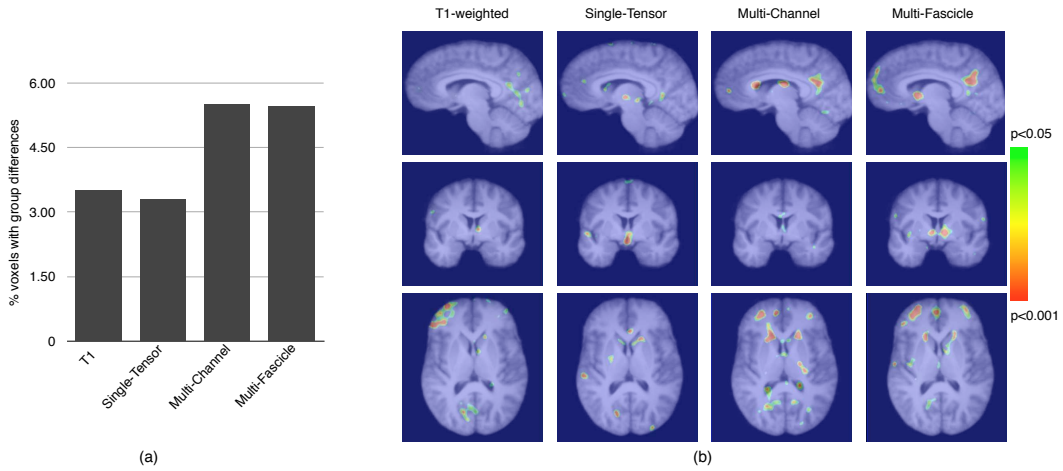 % voxels with group differences
6.00
4.50
3.00
1.50
0
T1
Single-Tensor
Multi-Channel
Multi-Fascicle
(a)
T1-weighted
Single-Tensor
Multi-Channel
Multi-Fascicle
p<0.05
p<0.001
(b)